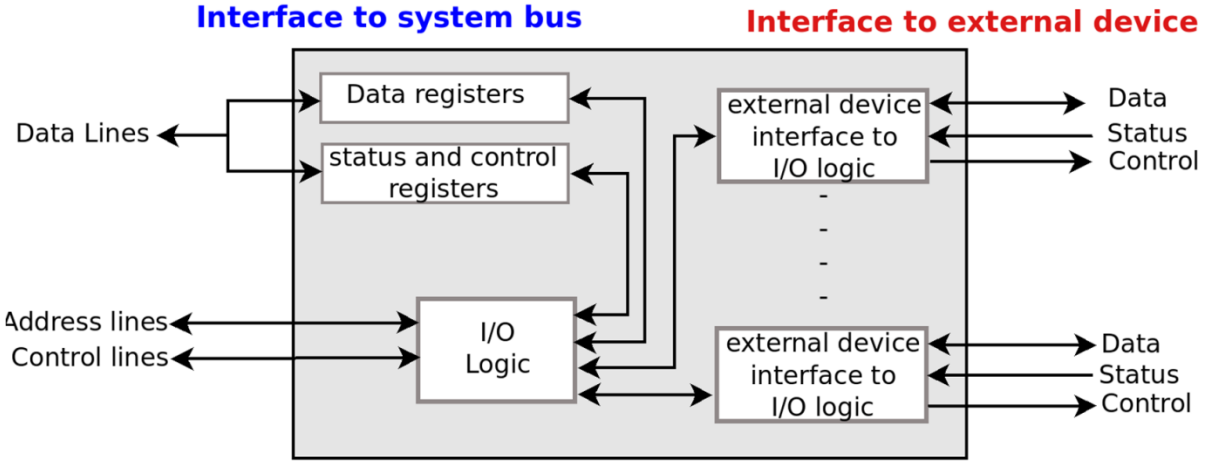 Interface to system bus
Interface to external device
Data Lines
Data registers
status and control
registers
Address lines
Control lines
I/O
Logic
external device
interface to
I/O logic
Data
Status
Control
-
-
-
-
external device
interface to
I/O logic
Data
Status
Control